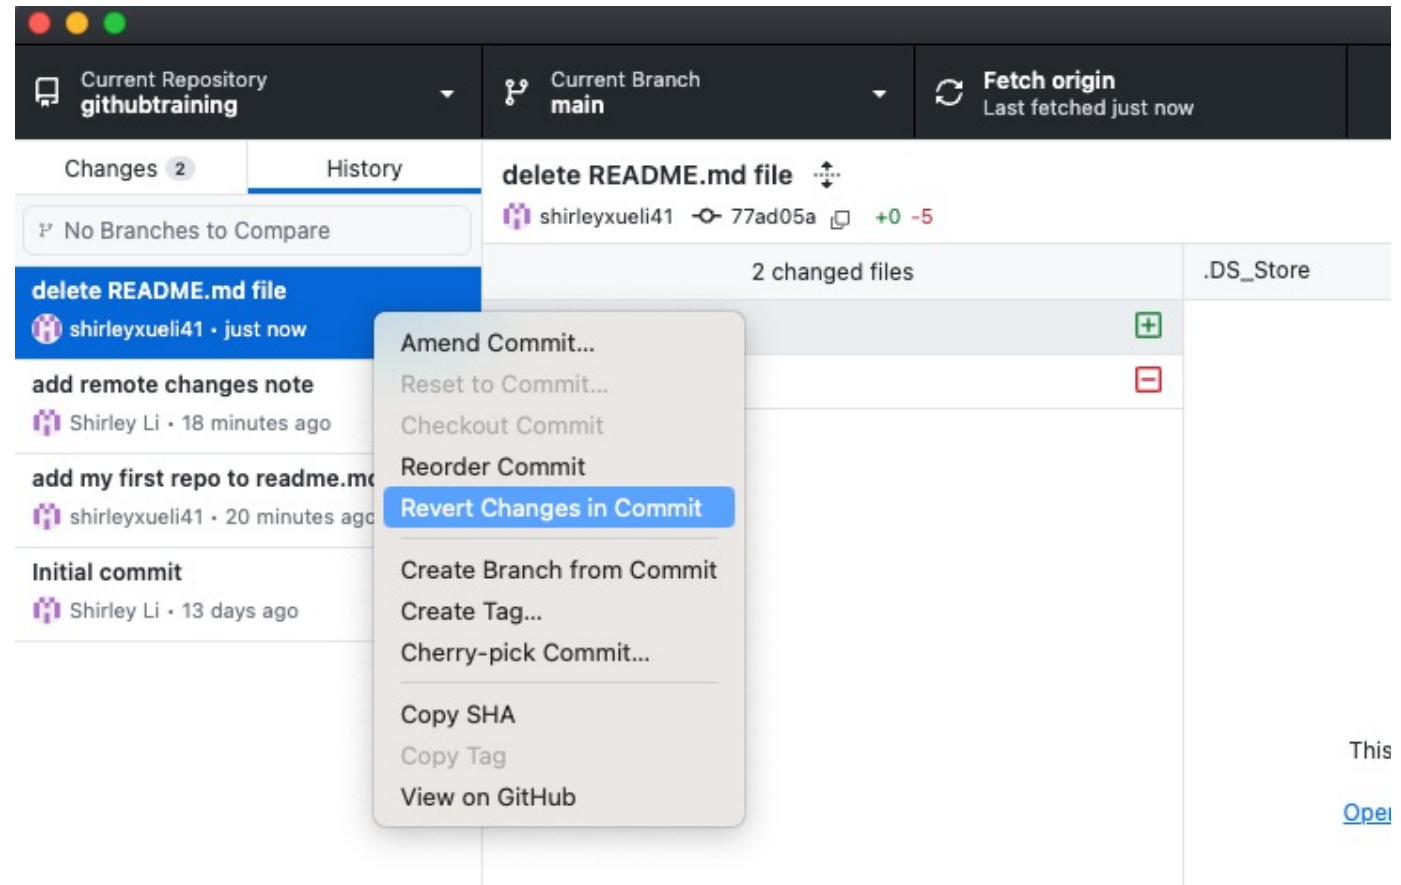 Current Repository
githubtraining
Current Branch
main
Fetch origin
Last fetched just now
Changes 2
History
No Branches to Compare
delete README.md file
shirleyxueli41 • just now
add remote changes note
Shirley Li • 18 minutes ago
add my first repo to
shirleyxueli41 • 20 minutes
Initial commit
Shirley Li • 13 days ago
delete README.md file
shirleyxueli41 77ad05a +0 -5
2 changed files
.DS_Store
Amend Commit...
Reset to Commit...
Checkout Commit
Reorder Commit
Revert Changes in Commit
Create Branch from Commit
Create Tag...
Cherry-pick Commit...
Copy SHA
Copy Tag
View on GitHub
This